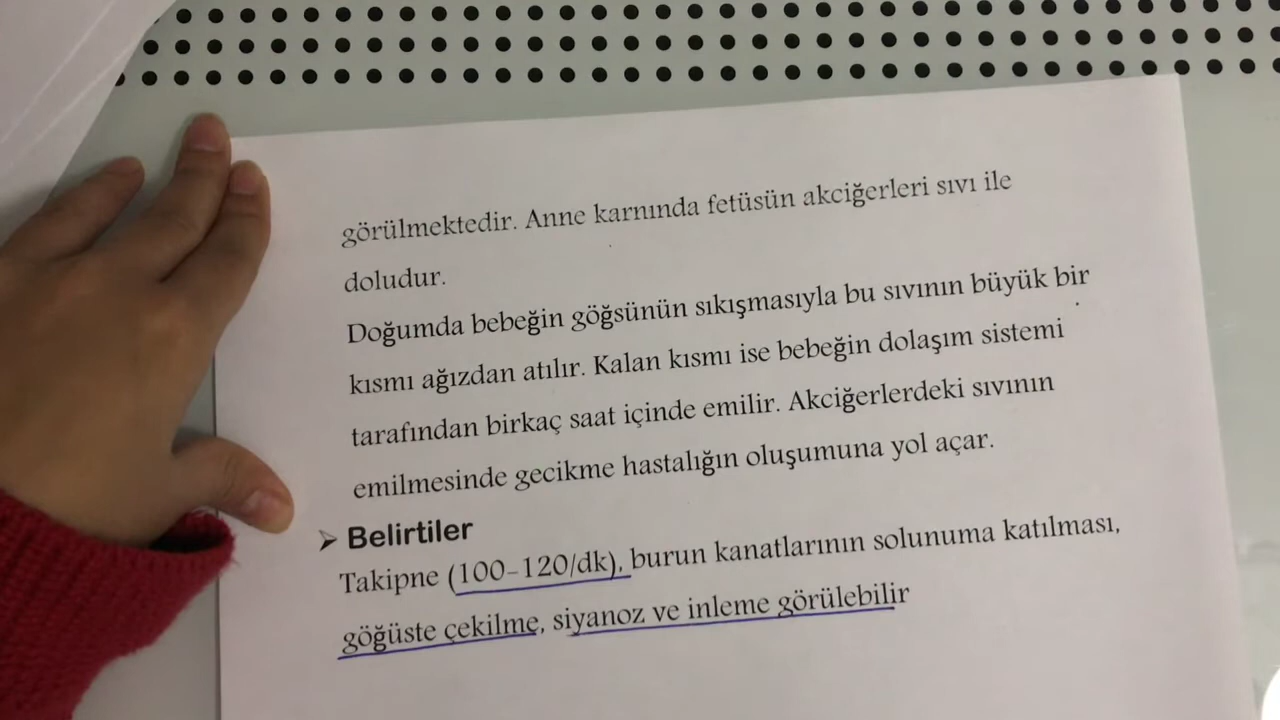 görülmektedir. Anne karnında fetüsün akciğerleri sıvı ile
doludur.
Doğumda bebeğin göğsünün sıkışmasıyla bu sıvının büyük bir
kısmı ağızdan atılır. Kalan kısmı ise bebeğin dolaşım sistemi
tarafından birkaç saat içinde emilir. Akciğerlerdeki sıvının
emilmesinde gecikme hastalığın oluşumuna yol açar.
➤ Belirtiler
Takipne (100-120/dk), burun kanatlarının solunuma katılması,
göğüste çekilme, siyanoz ve inleme görülebilir